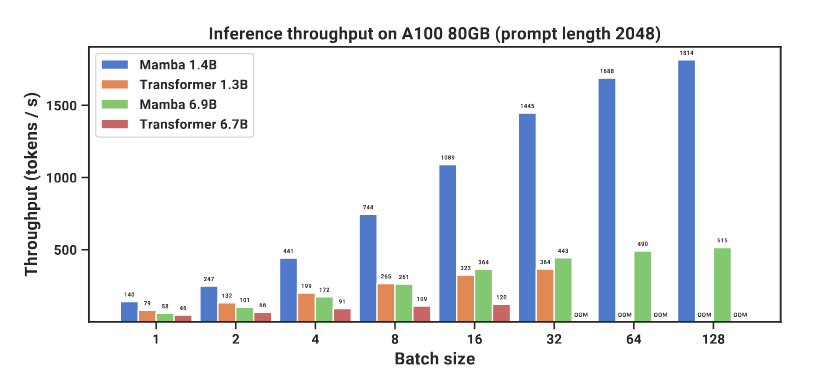 Inference throughput on A100 80GB (prompt length 2048)
Mamba 1.4B
Transformer 1.3B
Mamba 6.9B
Transformer 6.7B
Throughput (tokens / s)
1500
1000
500
140 79 58 46
247 132 101 66
441 199 172 91
744 265 261 109
1089 323 364 120
1445 364 443 OOM
1688 OOM 490 OOM
1814 OOM 515 OOM
1 2 4 8 16 32 64 128
Batch size